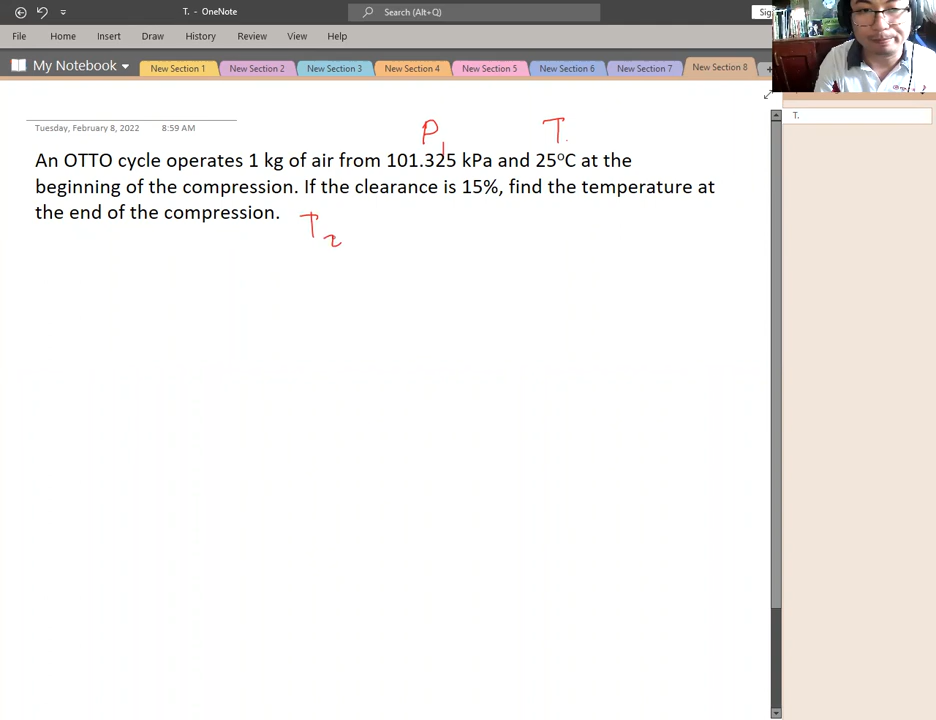 T. - OneNote
Search (Alt+Q)
File Home Insert Draw History Review View Help
My Notebook
New Section 1 New Section 2 New Section 3 New Section 4 New Section 5 New Section 6 New Section 7 New Section 8
T.
Tuesday, February 8, 2022 8:59 AM
P1 T.
An OTTO cycle operates 1 kg of air from 101.325 kPa and 25°C at the
beginning of the compression. If the clearance is 15%, find the temperature at
the end of the compression.
T2